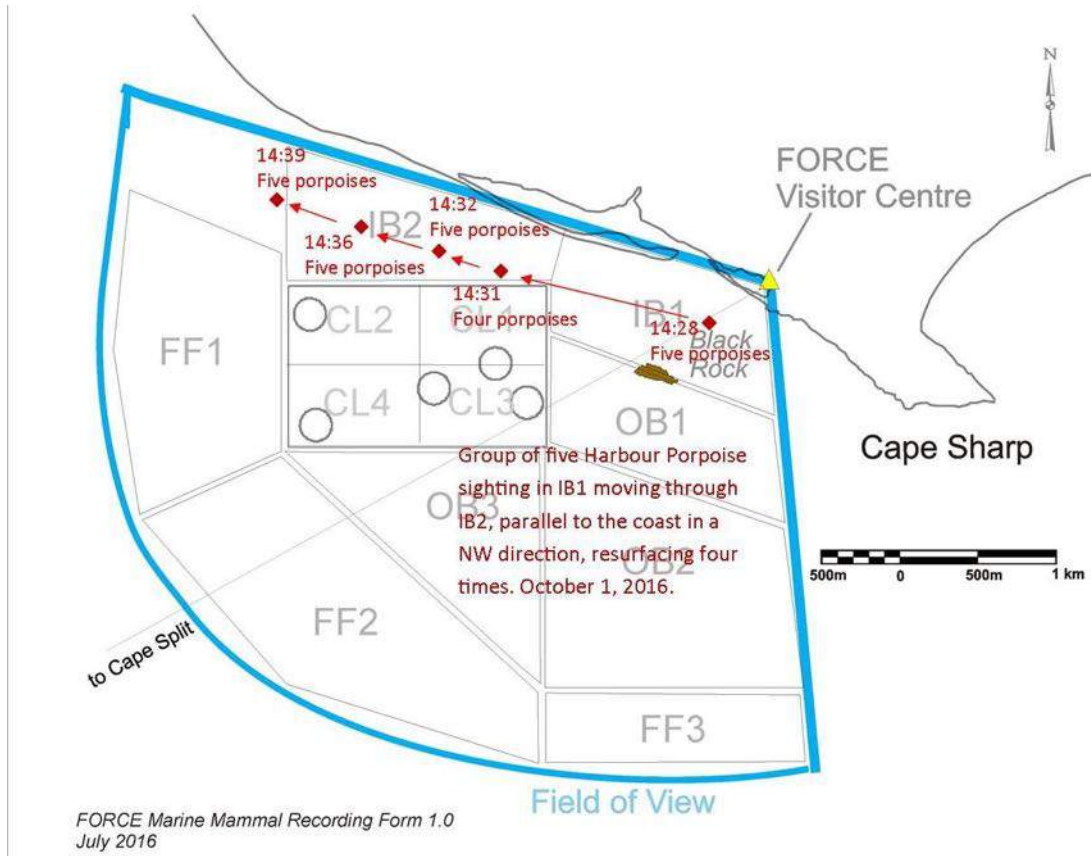 N
FORCE
Visitor Centre
14:39
Five porpoises
14:32
Five porpoises
IB2
14:36
Five porpoises
14:31
Four porpoises
IB1
14:28
Five porpoises
Black
Rock
CL2
CL1
FF1
CL4
CL3
OB1
Cape Sharp
Group of five Harbour Porpoise
sighting in IB1 moving through
IB2, parallel to the coast in a
NW direction, resurfacing four
times. October 1, 2016.
OB3
OB2
500m
0
500m
1 km
FF2
to Cape Split
FF3
Field of View
FORCE Marine Mammal Recording Form 1.0
July 2016